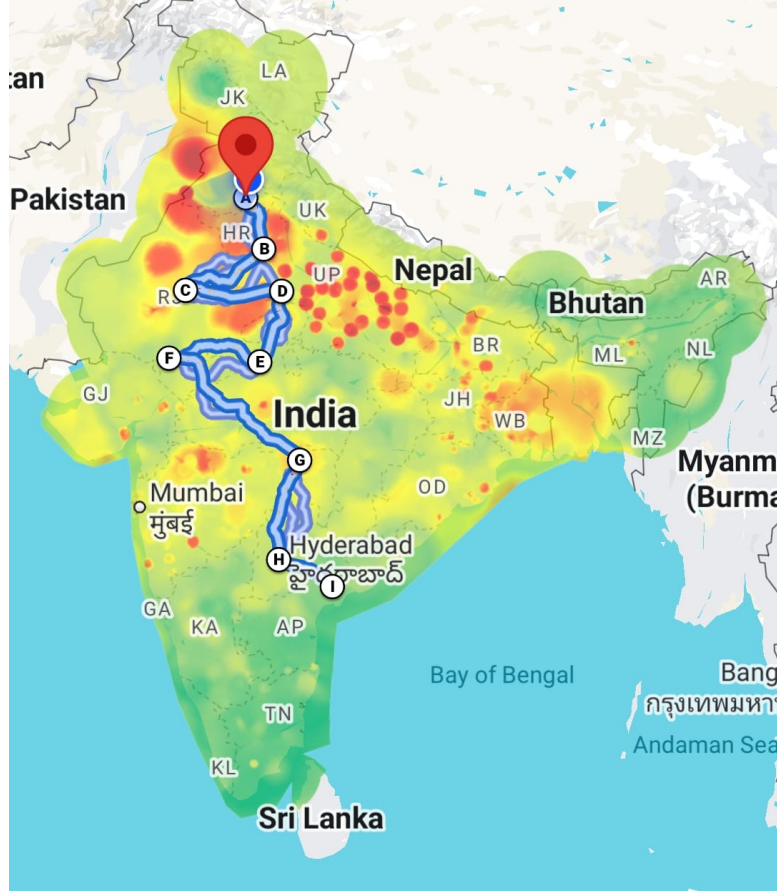 tan
LA
JK
Pakistan
A
UK
HR
B
Nepal
UP
AR
C
RJ
D
Bhutan
F
E
BR
ML
NL
GJ
JH
India
WB
MZ
G
Myanm
(Burma
OD
Mumbai
मुंबई
Hyderabad
H
హైదరాబాద్
I
GA
KA
AP
Bay of Bengal
Bang
กรุงเทพมหา
TN
Andaman Sea
KL
Sri Lanka